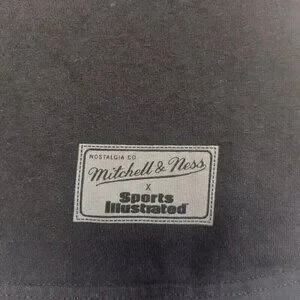 NOSTALGIA CO.
Mitchell & Ness
X
Sports
Illustrated